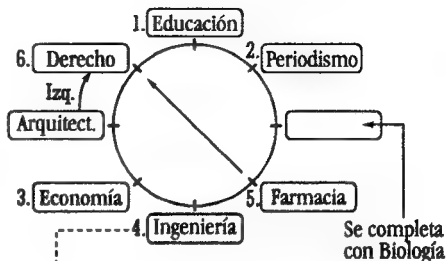 1. Educación
6. Derecho
2. Periodismo
Izq.
Arquitect.
3. Economía
5. Farmacia
4. Ingeniería
Se completa
con Biología